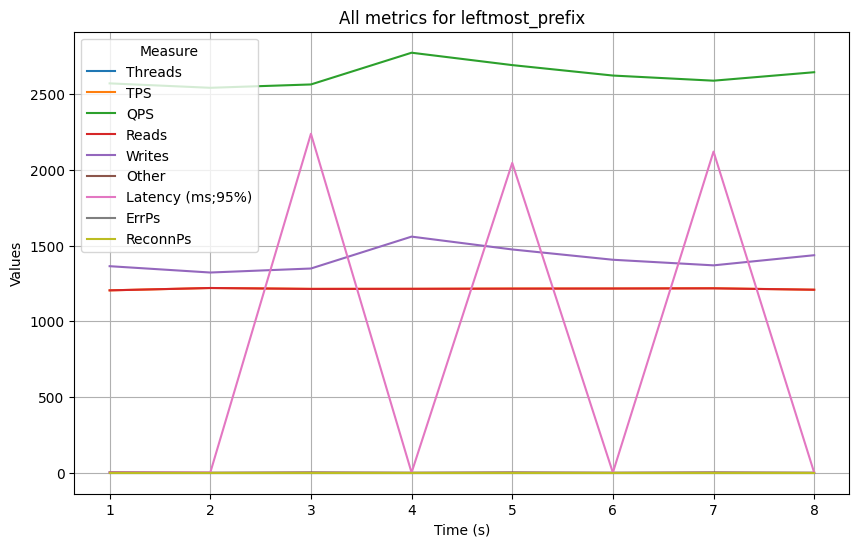 All metrics for leftmost_prefix
Measure
Threads
TPS
QPS
Reads
Writes
Other
Latency (ms;95%)
ErrPs
ReconnPs
2500
2000
1500
1000
500
0
Values
1 2 3 4 5 6 7 8
Time (s)